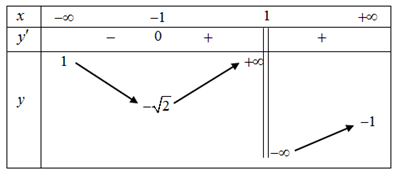 x −∞ −1 1 +∞
y′ − 0 + +
1 +∞
y −√2
−1
−∞